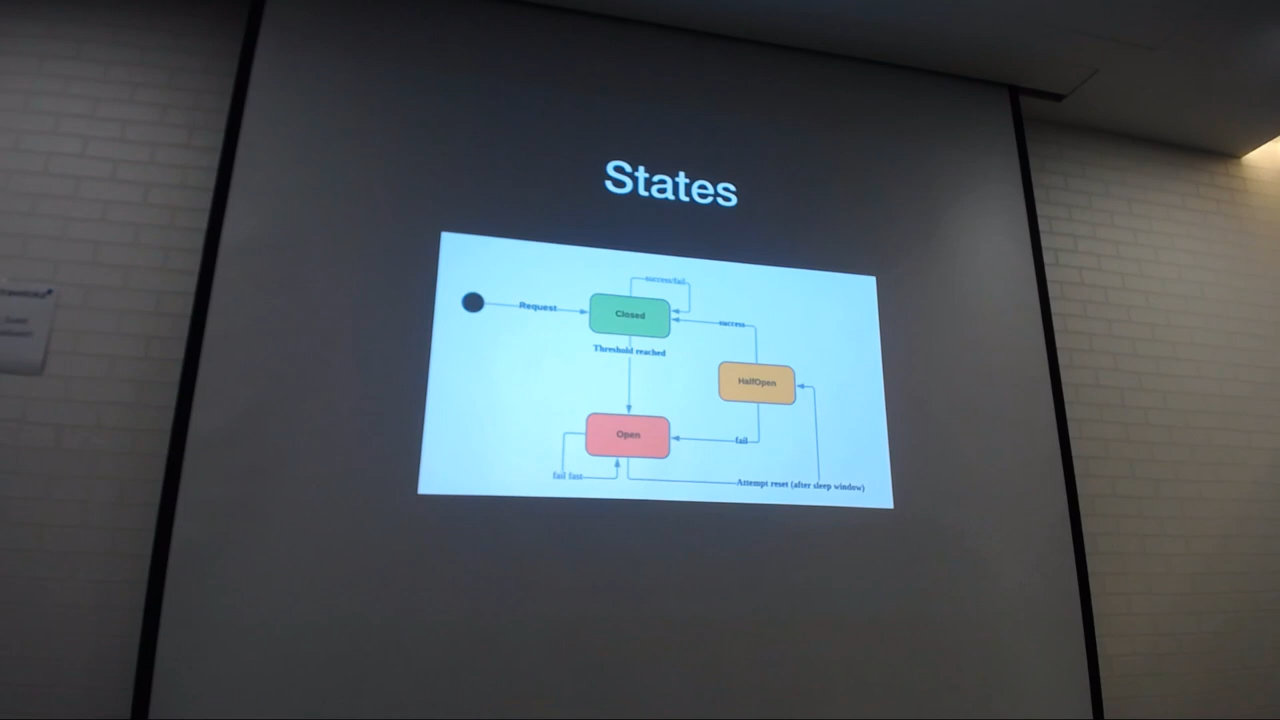 States
success/fail
Request
Closed
success
Threshold reached
HalfOpen
Open
fail
fail fast
Attempt reset (after sleep window)